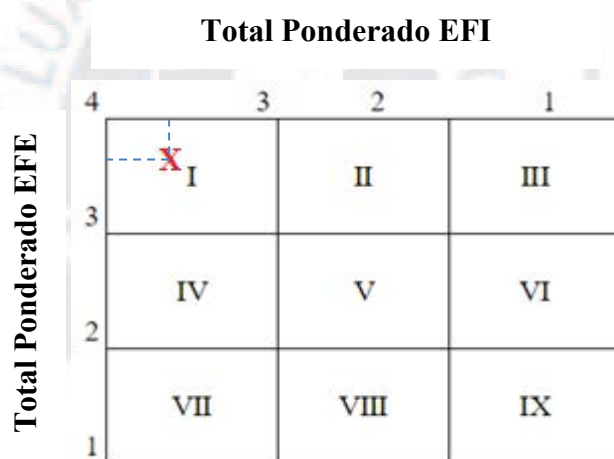 Total Ponderado EFI
4 3 2 1
Total Ponderado EFE
X I II III
3
IV V VI
2
VII VIII IX
1